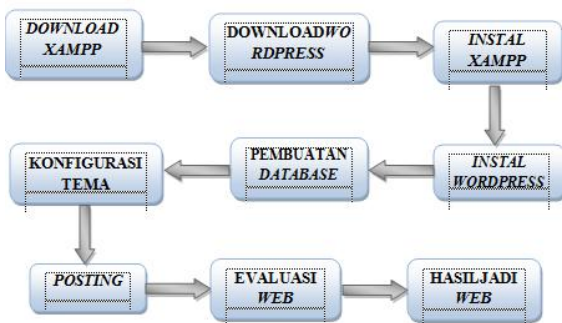 DOWNLOAD
XAMPP
DOWNLOADWO
RDPRESS
INSTAL
XAMPP
INSTAL
WORDPRESS
PEMBUATAN
DATABASE
KONFIGURASI
TEMA
POSTING
EVALUASI
WEB
HASILJADI
WEB